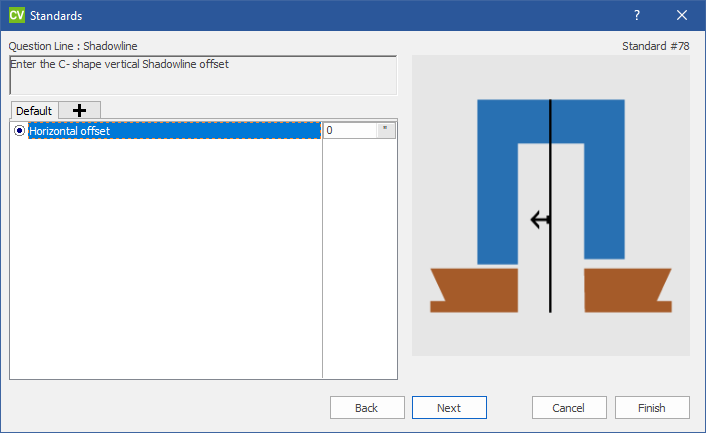 CV Standards
?
Question Line : Shadowline
Standard #78
Enter the C- shape vertical Shadowline offset
Default
Horizontal offset
0 "
Back
Next
Cancel
Finish